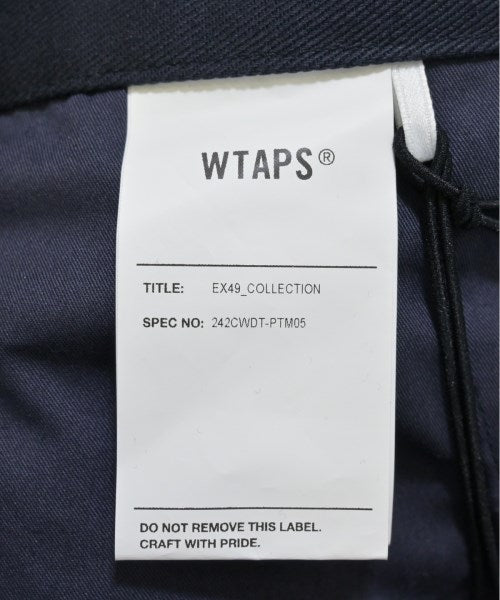 WTAPS®
TITLE: EX49_COLLECTION
SPEC NO: 242CWDT-PTM05
DO NOT REMOVE THIS LABEL.
CRAFT WITH PRIDE.